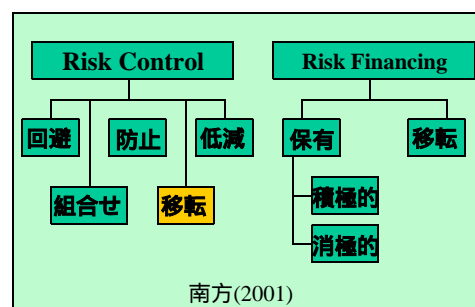 Risk Control
Risk Financing
回避
防止
低減
保有
移転
組合せ
移転
積極的
消極的
南方(2001)